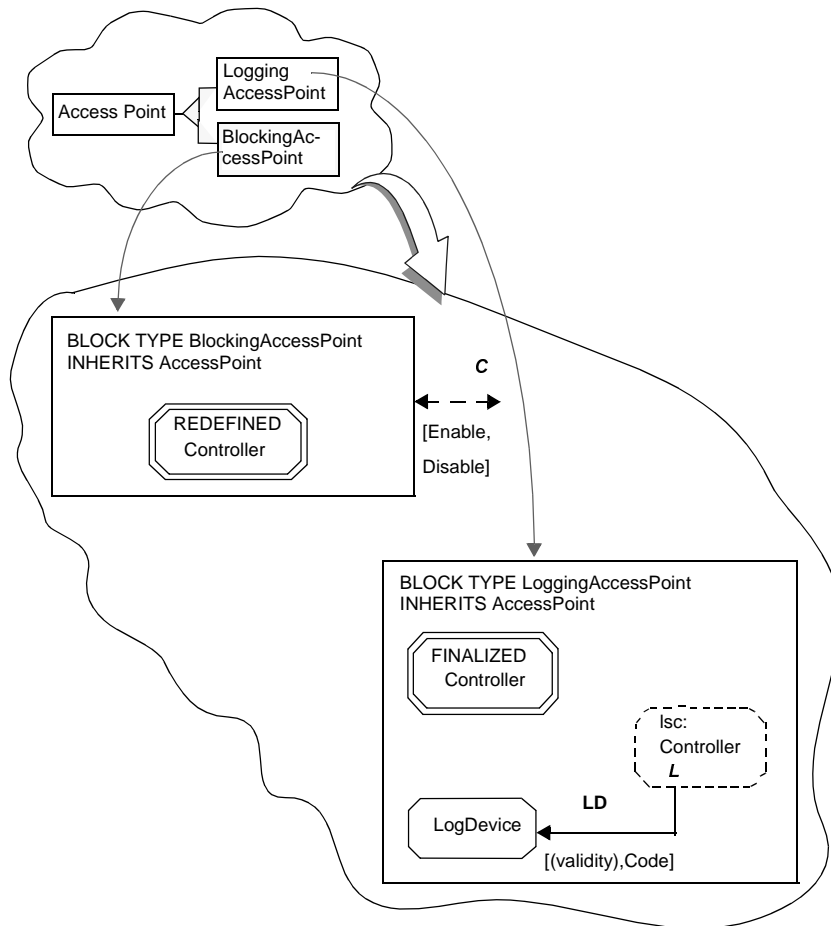 Logging
AccessPoint
Access Point
BlockingAc-
cessPoint
BLOCK TYPE BlockingAccessPoint
INHERITS AccessPoint
REDEFINED
Controller
C
[Enable,
Disable]
BLOCK TYPE LoggingAccessPoint
INHERITS AccessPoint
FINALIZED
Controller
lsc:
Controller
L
LD
LogDevice
[(validity),Code]